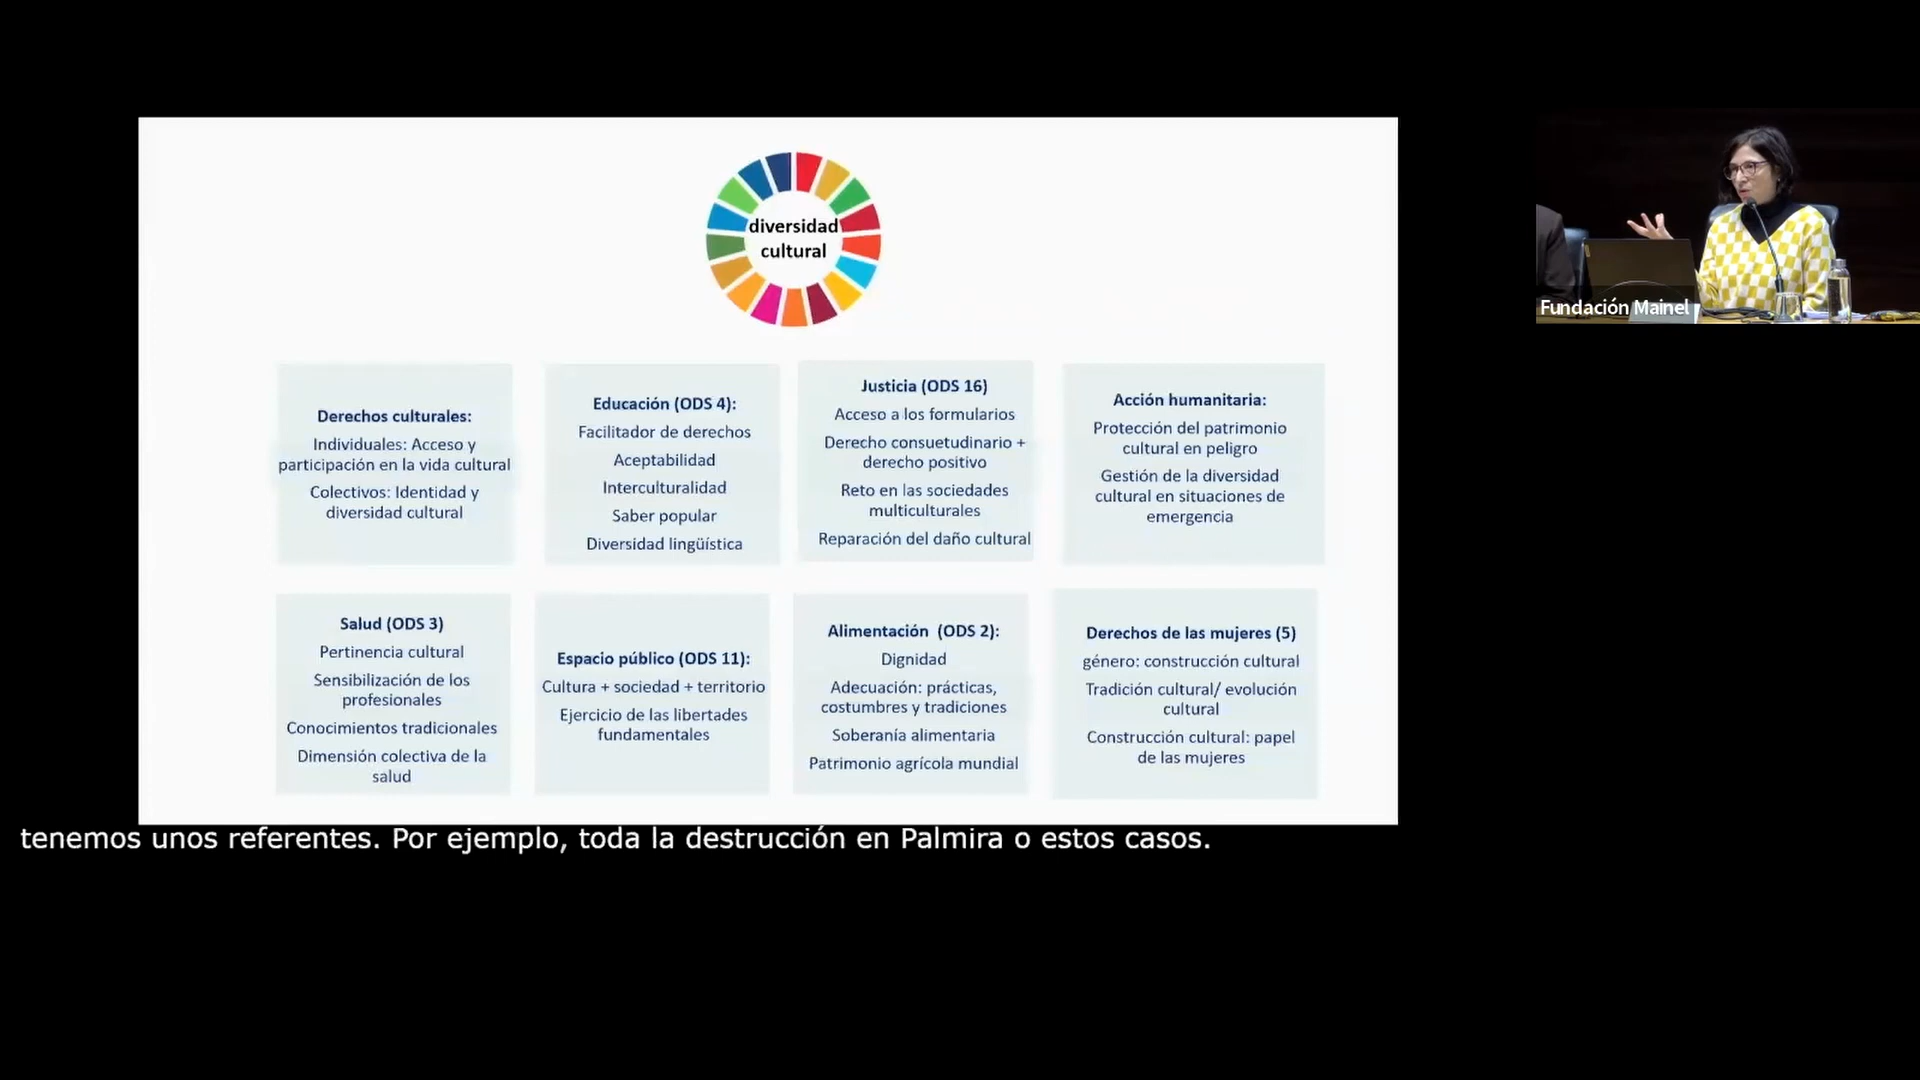 diversidad
cultural
Derechos culturales:
Individuales: Acceso y
participación en la vida cultural
Colectivos: Identidad y
diversidad cultural
Educación (ODS 4):
Facilitador de derechos
Aceptabilidad
Interculturalidad
Saber popular
Diversidad lingüística
Justicia (ODS 16)
Acceso a los formularios
Derecho consuetudinario +
derecho positivo
Reto en las sociedades
multiculturales
Reparación del daño cultural
Acción humanitaria:
Protección del patrimonio
cultural en peligro
Gestión de la diversidad
cultural en situaciones de
emergencia
Salud (ODS 3)
Pertinencia cultural
Sensibilización de los
profesionales
Conocimientos tradicionales
Dimensión colectiva de la
salud
Espacio público (ODS 11):
Cultura + sociedad + territorio
Ejercicio de las libertades
fundamentales
Alimentación  (ODS 2):
Dignidad
Adecuación: prácticas,
costumbres y tradiciones
Soberanía alimentaria
Patrimonio agrícola mundial
Derechos de las mujeres (5)
género: construcción cultural
Tradición cultural/ evolución
cultural
Construcción cultural: papel
de las mujeres
Fundación Mainel
tenemos unos referentes. Por ejemplo, toda la destrucción en Palmira o estos casos.